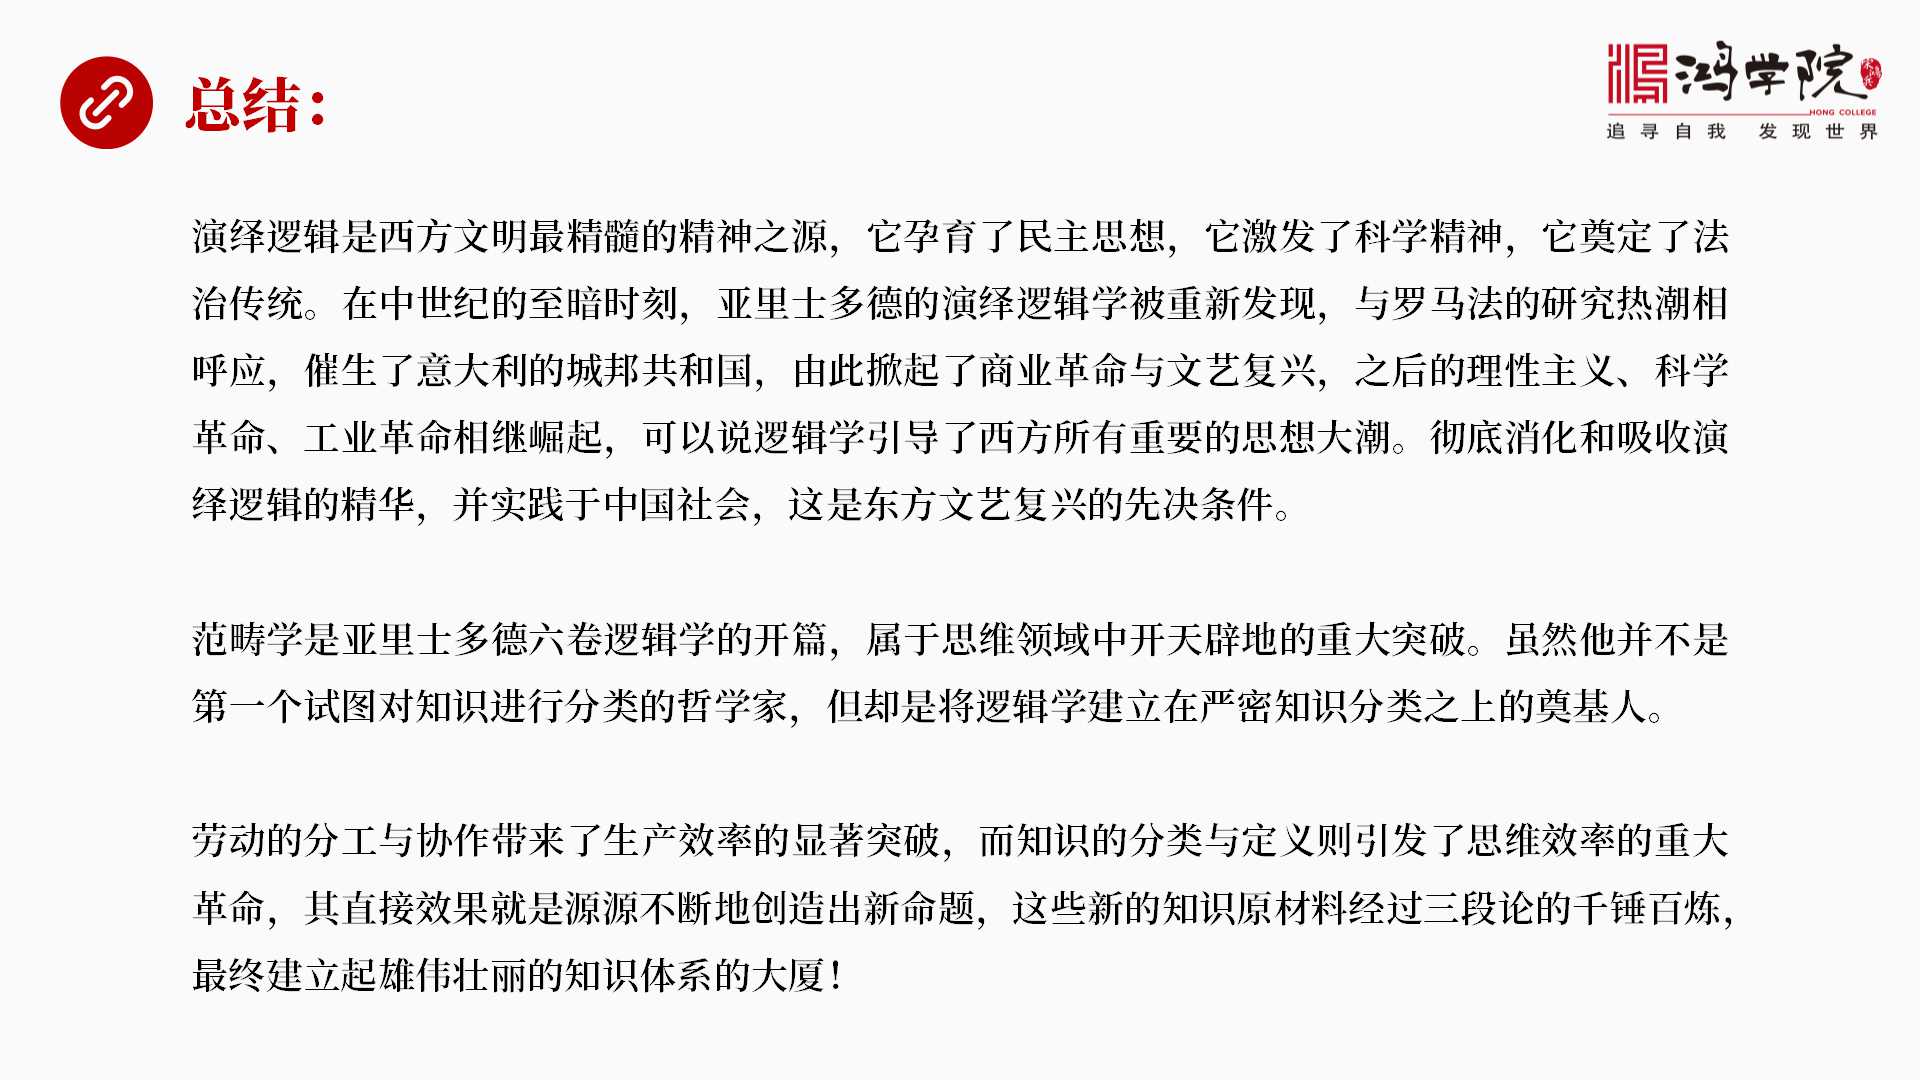 总结：
鸿学院
HONG COLLEGE
追寻自我 发现世界
演绎逻辑是西方文明最精髓的精神之源，它孕育了民主思想，它激发了科学精神，它奠定了法
治传统。在中世纪的至暗时刻，亚里士多德的演绎逻辑学被重新发现，与罗马法的研究热潮相
呼应，催生了意大利的城邦共和国，由此掀起了商业革命与文艺复兴，之后的理性主义、科学
革命、工业革命相继崛起，可以说逻辑学引导了西方所有重要的思想大潮。彻底消化和吸收演
绎逻辑的精华，并实践于中国社会，这是东方文艺复兴的先决条件。
范畴学是亚里士多德六卷逻辑学的开篇，属于思维领域中开天辟地的重大突破。虽然他并不是
第一个试图对知识进行分类的哲学家，但却是将逻辑学建立在严密知识分类之上的奠基人。
劳动的分工与协作带来了生产效率的显著突破，而知识的分类与定义则引发了思维效率的重大
革命，其直接效果就是源源不断地创造出新命题，这些新的知识原材料经过三段论的千锤百炼，
最终建立起雄伟壮丽的知识体系的大厦！